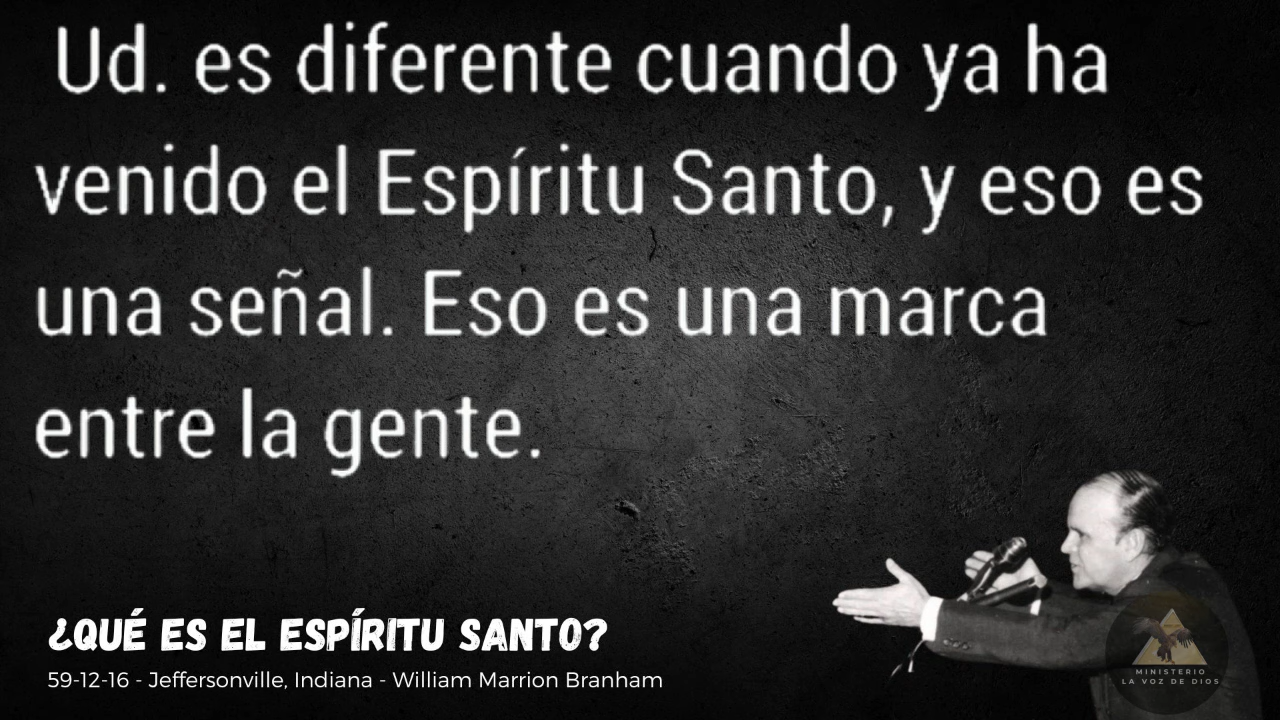 Ud. es diferente cuando ya ha
venido el Espíritu Santo, y eso es
una señal. Eso es una marca
entre la gente.
¿QUÉ ES EL ESPÍRITU SANTO?
59-12-16 - Jeffersonville, Indiana - William Marrion Branham
MINISTERIO
LA VOZ DE DIOS